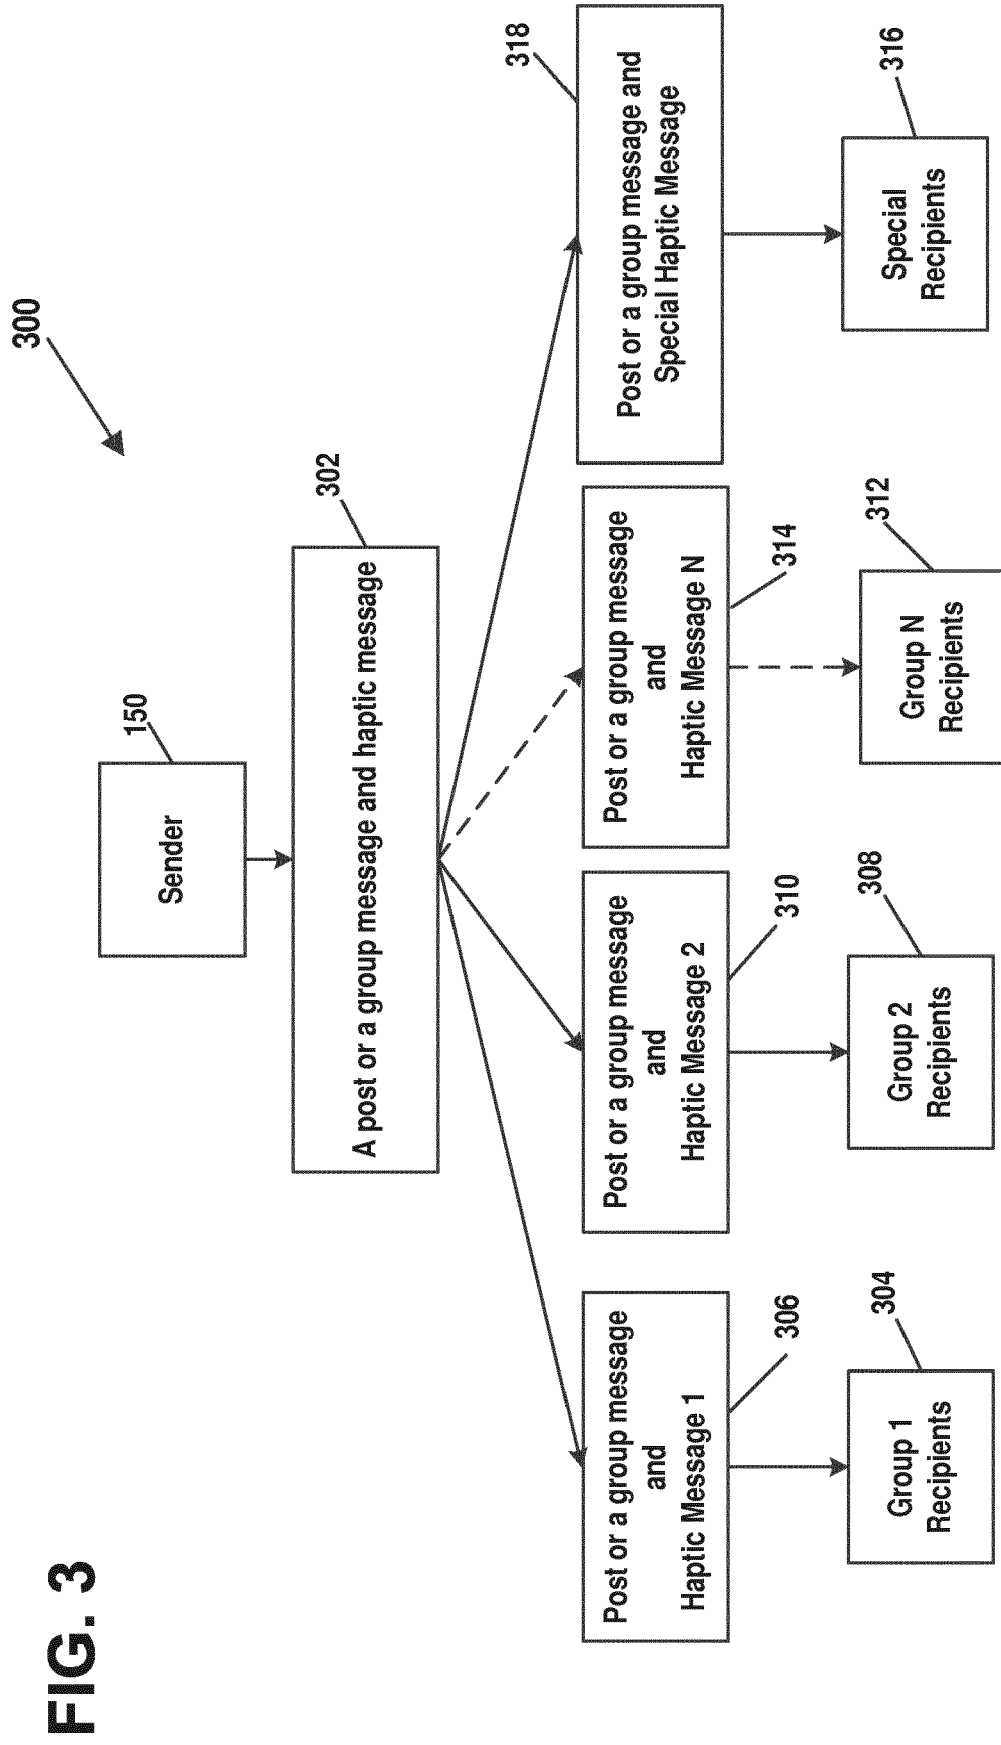 FIG. 3
300
150
Sender
302
A post or a group message and haptic message
Post or a group message
and
Haptic Message 1
306
Post or a group message
and
Haptic Message 2
310
Post or a group message
and
Haptic Message N
314
318
Post or a group message and
Special Haptic Message
304
Group 1
Recipients
308
Group 2
Recipients
312
Group N
Recipients
316
Special
Recipients